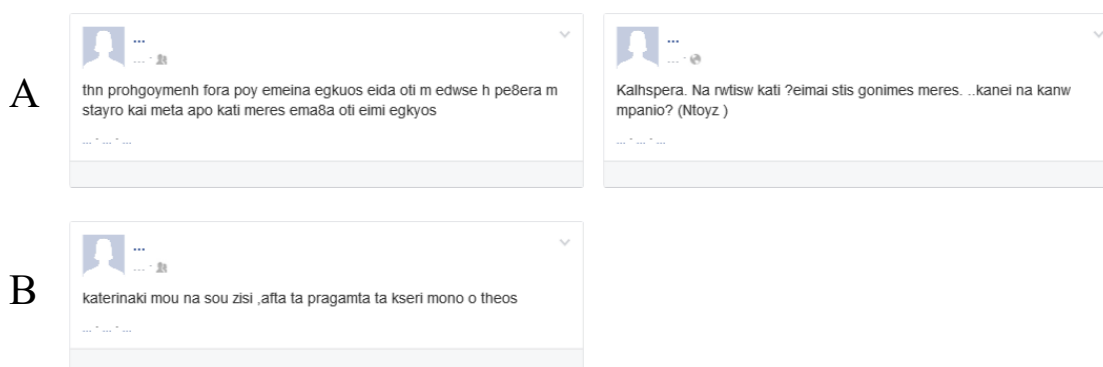 A
...
... ·
thn prohgoymenh fora poy emeina egkuos eida oti m edwse h pe8era m
stayro kai meta apo kati meres ema8a oti eimi egkyos
... · ... · ...
...
... ·
Kalhspera. Na rwtisw kati ?eimai stis gonimes meres. ..kanei na kanw
mpanio? (Ntoyz )
... · ... · ...
B
...
... ·
katerinaki mou na sou zisi ,afta ta pragamta ta kseri mono o theos
... · ... · ...